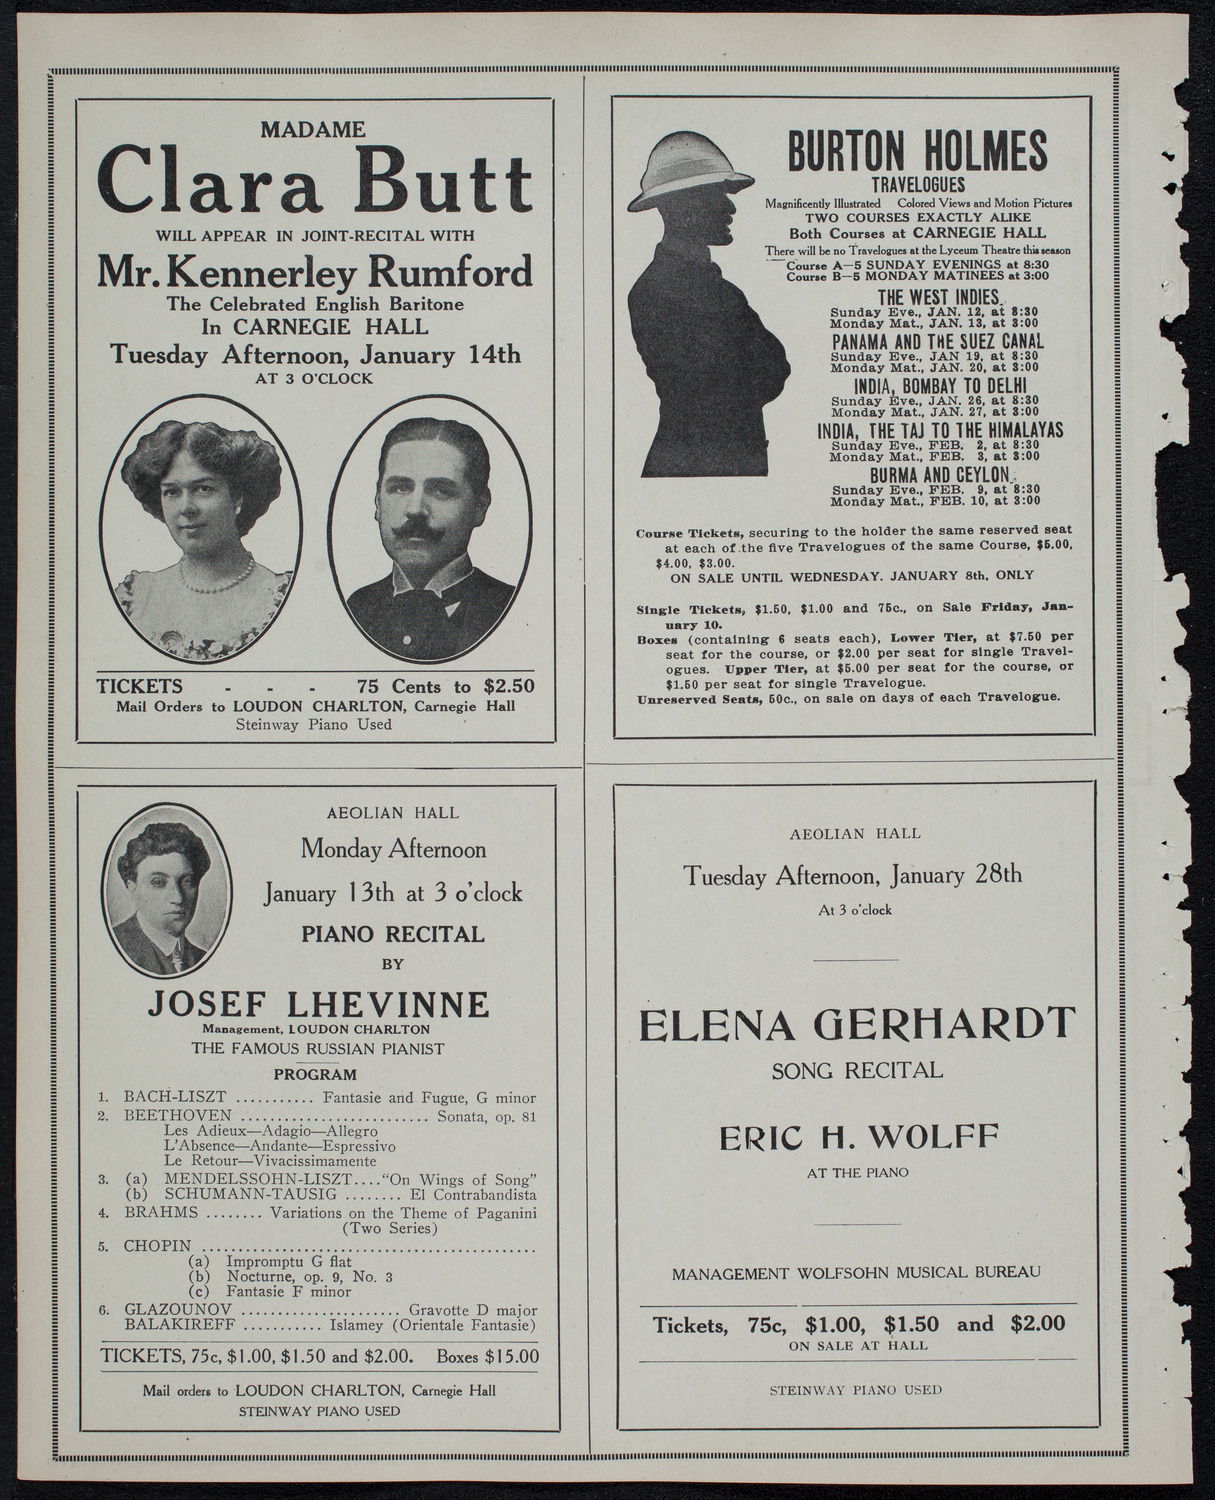 MADAME
Clara Butt
WILL APPEAR IN JOINT-RECITAL WITH
Mr. Kennerley Rumford
The Celebrated English Baritone
In CARNEGIE HALL
Tuesday Afternoon, January 14th
AT 3 O'CLOCK
TICKETS - - - 75 Cents to $2.50
Mail Orders to LOUDON CHARLTON, Carnegie Hall
Steinway Piano Used
BURTON HOLMES
TRAVELOGUES
Magnificently Illustrated Colored Views and Motion Pictures
TWO COURSES EXACTLY ALIKE
Both Courses at CARNEGIE HALL
There will be no Travelogues at the Lyceum Theatre this season
Course A—5 SUNDAY EVENINGS at 8:30
Course B—5 MONDAY MATINEES at 3:00
THE WEST INDIES
Sunday Eve., JAN. 12, at 8:30
Monday Mat., JAN. 13, at 3:00
PANAMA AND THE SUEZ CANAL
Sunday Eve., JAN 19, at 8:30
Monday Mat., JAN. 20, at 3:00
INDIA, BOMBAY TO DELHI
Sunday Eve., JAN. 26, at 8:30
Monday Mat., JAN. 27, at 3:00
INDIA, THE TAJ TO THE HIMALAYAS
Sunday Eve., FEB. 2, at 8:30
Monday Mat., FEB. 3, at 3:00
BURMA AND CEYLON
Sunday Eve., FEB. 9, at 8:30
Monday Mat., FEB. 10, at 3:00
Course Tickets, securing to the holder the same reserved seat
at each of the five Travelogues of the same Course, $5.00,
$4.00, $3.00.
ON SALE UNTIL WEDNESDAY. JANUARY 8th, ONLY
Single Tickets, $1.50, $1.00 and 75c., on Sale Friday, Jan-
uary 10.
Boxes (containing 6 seats each), Lower Tier, at $7.50 per
seat for the course, or $2.00 per seat for single Travel-
ogues. Upper Tier, at $5.00 per seat for the course, or
$1.50 per seat for single Travelogue.
Unreserved Seats, 50c., on sale on days of each Travelogue.
AEOLIAN HALL
Monday Afternoon
January 13th at 3 o'clock
PIANO RECITAL
BY
JOSEF LHEVINNE
Management, LOUDON CHARLTON
THE FAMOUS RUSSIAN PIANIST
PROGRAM
1. BACH-LISZT ........... Fantasie and Fugue, G minor
2. BEETHOVEN .......................... Sonata, op. 81
Les Adieux—Adagio—Allegro
L'Absence—Andante—Espressivo
Le Retour—Vivacissimamente
3. (a) MENDELSSOHN-LISZT...."On Wings of Song"
(b) SCHUMANN-TAUSIG ........ El Contrabandista
4. BRAHMS ........ Variations on the Theme of Paganini
(Two Series)
5. CHOPIN ..............................................
(a) Impromptu G flat
(b) Nocturne, op. 9, No. 3
(c) Fantasie F minor
6. GLAZOUNOV ...................... Gravotte D major
BALAKIREFF ........... Islamey (Orientale Fantasie)
TICKETS, 75c, $1.00, $1.50 and $2.00. Boxes $15.00
Mail orders to LOUDON CHARLTON, Carnegie Hall
STEINWAY PIANO USED
AEOLIAN HALL
Tuesday Afternoon, January 28th
At 3 o'clock
ELENA GERHARDT
SONG RECITAL
ERIC H. WOLFF
AT THE PIANO
MANAGEMENT WOLFSOHN MUSICAL BUREAU
Tickets, 75c, $1.00, $1.50 and $2.00
ON SALE AT HALL
STEINWAY PIANO USED